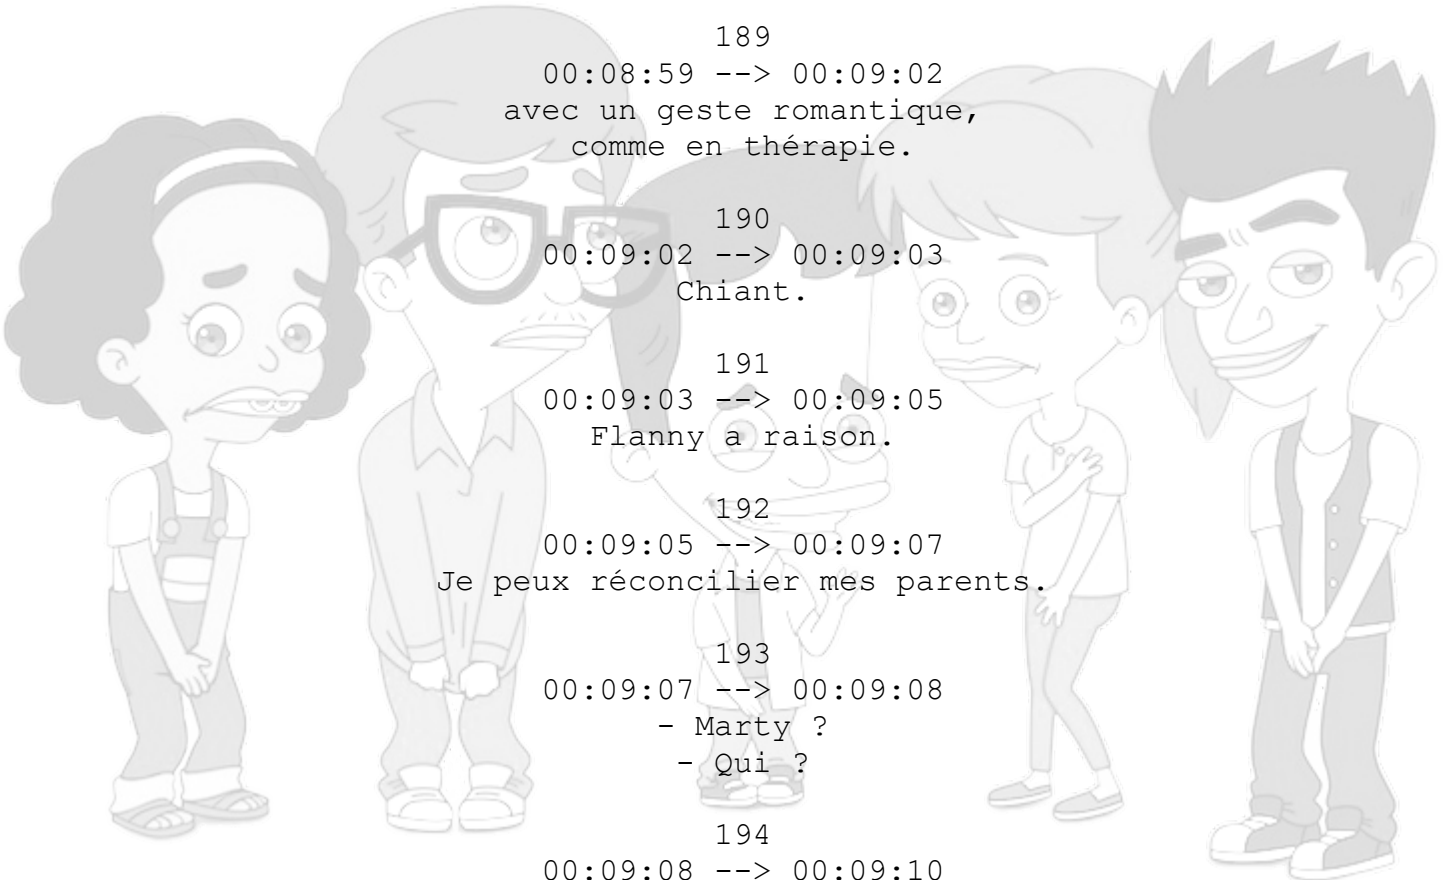 189
00:08:59 --> 00:09:02
avec un geste romantique,
comme en thérapie.
190
00:09:02 --> 00:09:03
Chiant.
191
00:09:03 --> 00:09:05
Flanny a raison.
192
00:09:05 --> 00:09:07
Je peux réconcilier mes parents.
193
00:09:07 --> 00:09:08
- Marty ?
- Qui ?
194
00:09:08 --> 00:09:10